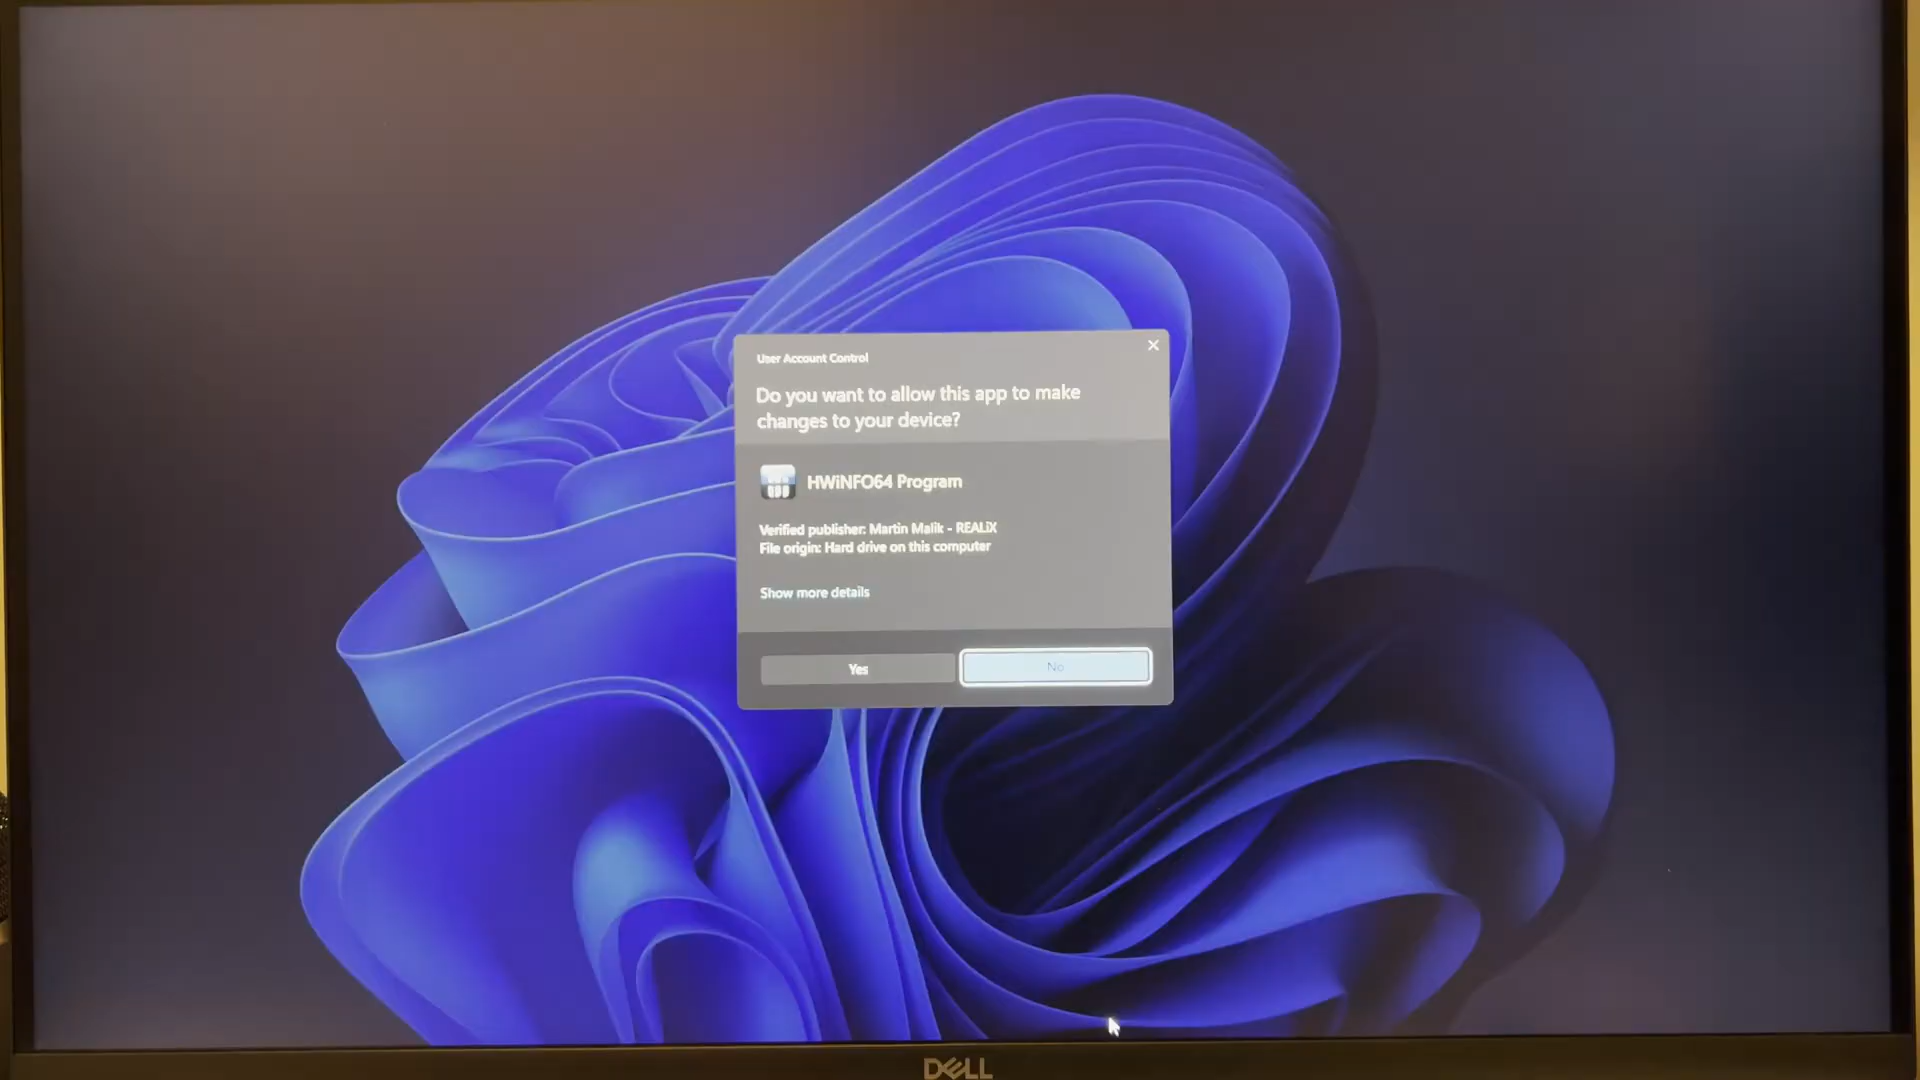 User Account Control
Do you want to allow this app to make
changes to your device?
HWiNFO64 Program
Verified publisher: Martin Malik - REALiX
File origin: Hard drive on this computer
Show more details
Yes
No
DELL